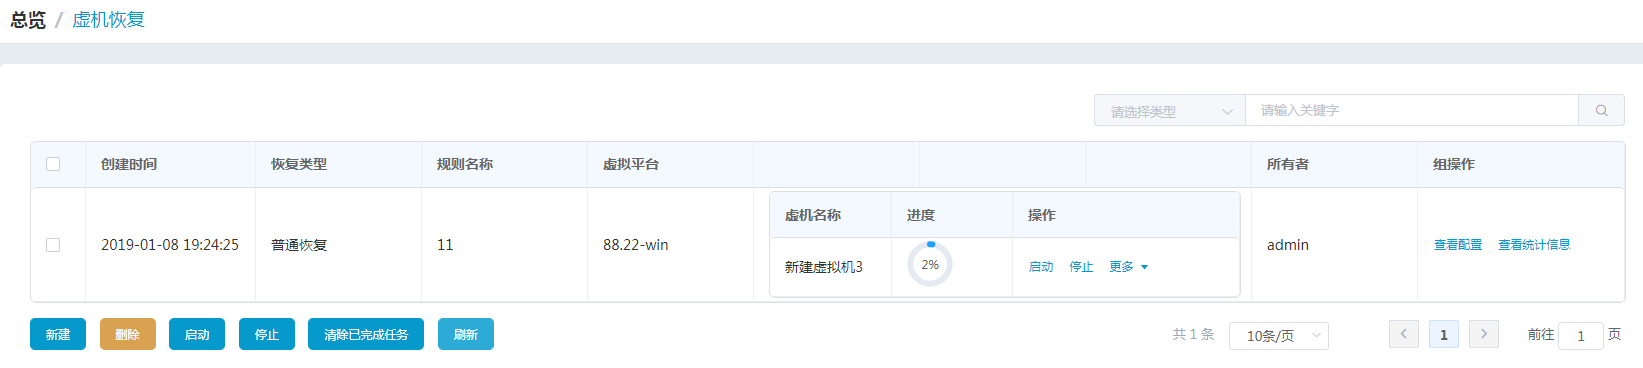 总览 / 虚机恢复
请选择类型 请输入关键字
创建时间 恢复类型 规则名称 虚拟平台 所有者 组操作
虚机名称 进度 操作
2019-01-08 19:24:25 普通恢复 11 88.22-win admin 查看配置 查看统计信息
新建虚拟机3 2% 启动 停止 更多
新建 删除 启动 停止 清除已完成任务 刷新 共 1 条 10条/页 1 前往 1 页